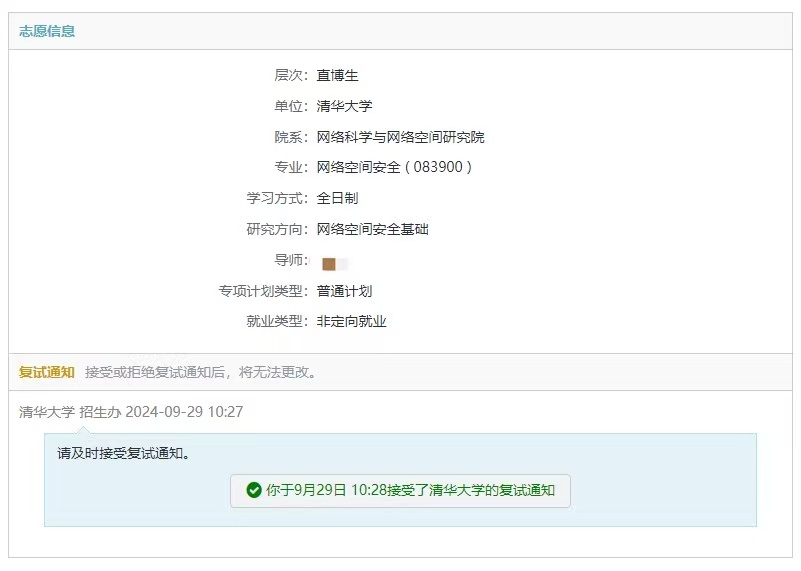 志愿信息
层次：直博生
单位：清华大学
院系：网络科学与网络空间研究院
专业：网络空间安全 ( 083900 )
学习方式：全日制
研究方向：网络空间安全基础
导师：
专项计划类型：普通计划
就业类型：非定向就业
复试通知 接受或拒绝复试通知后，将无法更改。
清华大学 招生办 2024-09-29 10:27
请及时接受复试通知。
你于9月29日 10:28接受了清华大学的复试通知